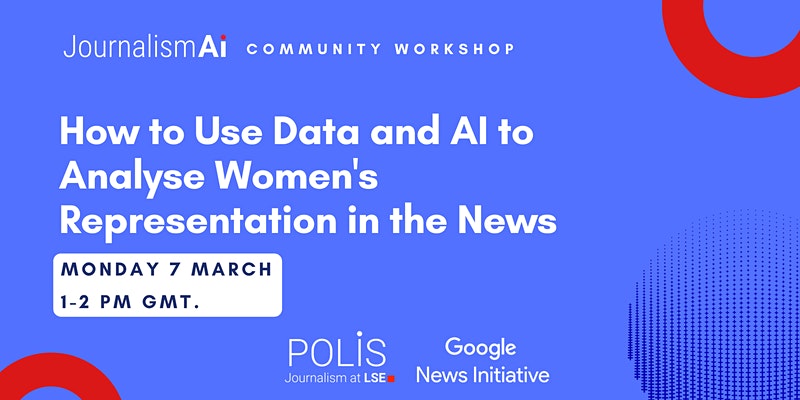 JournalismAi COMMUNITY WORKSHOP
How to Use Data and AI to
Analyse Women's
Representation in the News
MONDAY 7 MARCH
1-2 PM GMT.
POLIS
Journalism at LSE
Google
News Initiative